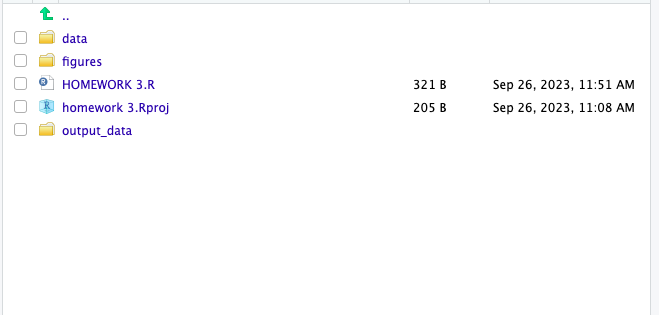 ..
data
figures
HOMEWORK 3.R 321 B Sep 26, 2023, 11:51 AM
homework 3.Rproj 205 B Sep 26, 2023, 11:08 AM
output_data